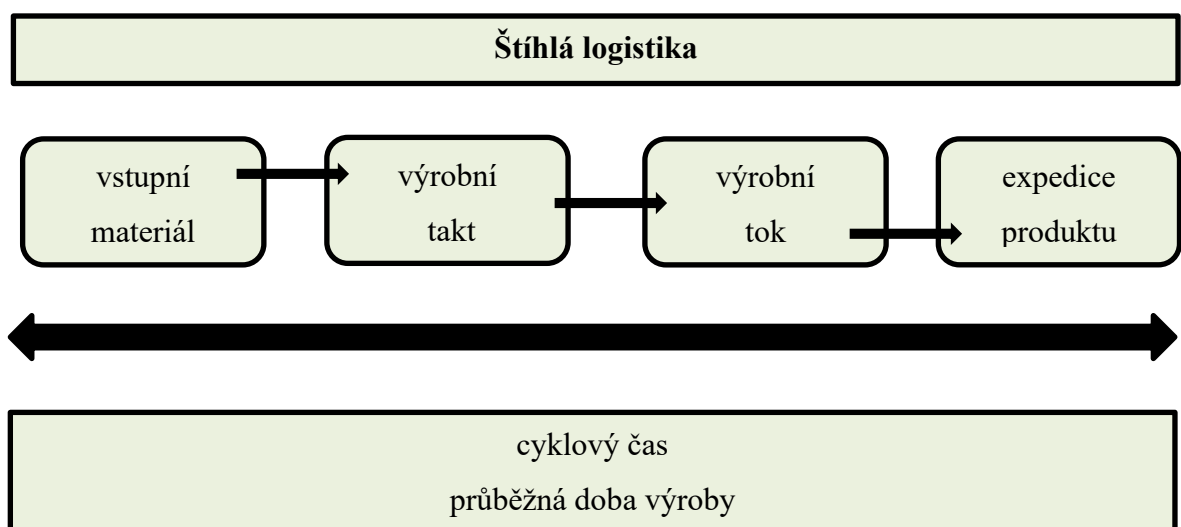 Štíhlá logistika
vstupní
materiál
výrobní
takt
výrobní
tok
expedice
produktu
cyklový čas
průběžná doba výroby